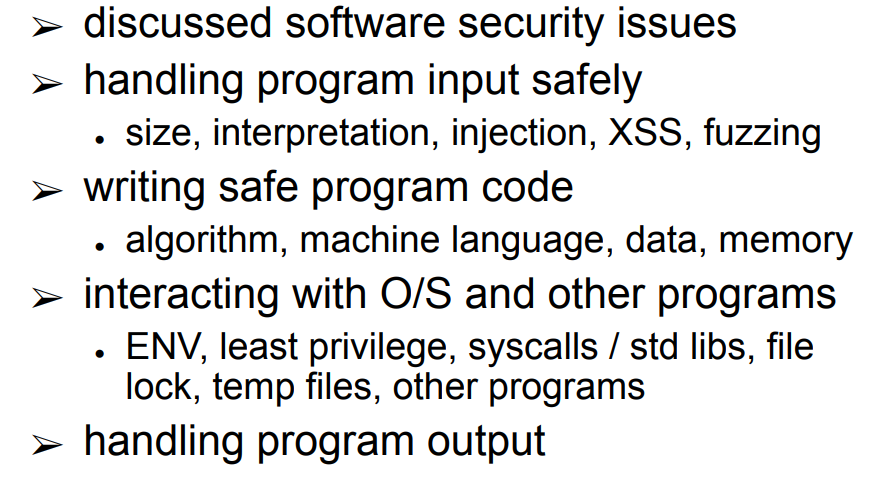 ➢ discussed software security issues
➢ handling program input safely
• size, interpretation, injection, XSS, fuzzing
➢ writing safe program code
• algorithm, machine language, data, memory
➢ interacting with O/S and other programs
• ENV, least privilege, syscalls / std libs, file
lock, temp files, other programs
➢ handling program output